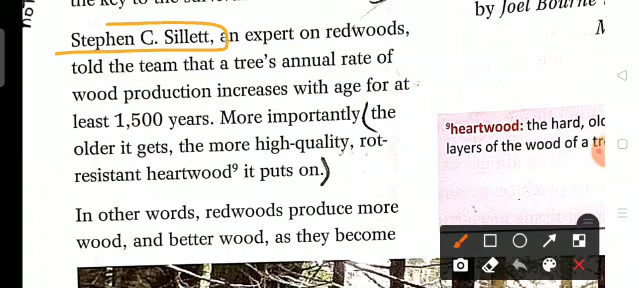 by Joel Bourne
Stephen C. Sillett, an expert on redwoods,
told the team that a tree's annual rate of
wood production increases with age for at
least 1,500 years. More importantly, the
older it gets, the more high-quality, rot-
resistant heartwood⁹ it puts on.
In other words, redwoods produce more
wood, and better wood, as they become
⁹heartwood: the hard, old
layers of the wood of a